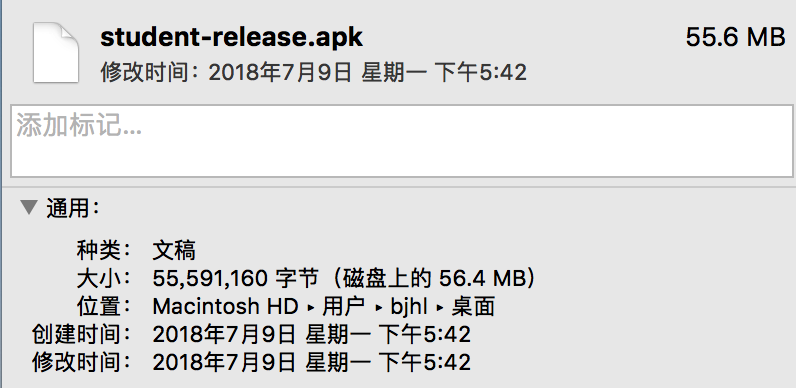 student-release.apk 55.6 MB
修改时间：2018年7月9日 星期一 下午5:42
添加标记...
▼ 通用：
种类： 文稿
大小： 55,591,160 字节（磁盘上的 56.4 MB）
位置： Macintosh HD ▸ 用户 ▸ bjhl ▸ 桌面
创建时间： 2018年7月9日 星期一 下午5:42
修改时间： 2018年7月9日 星期一 下午5:42